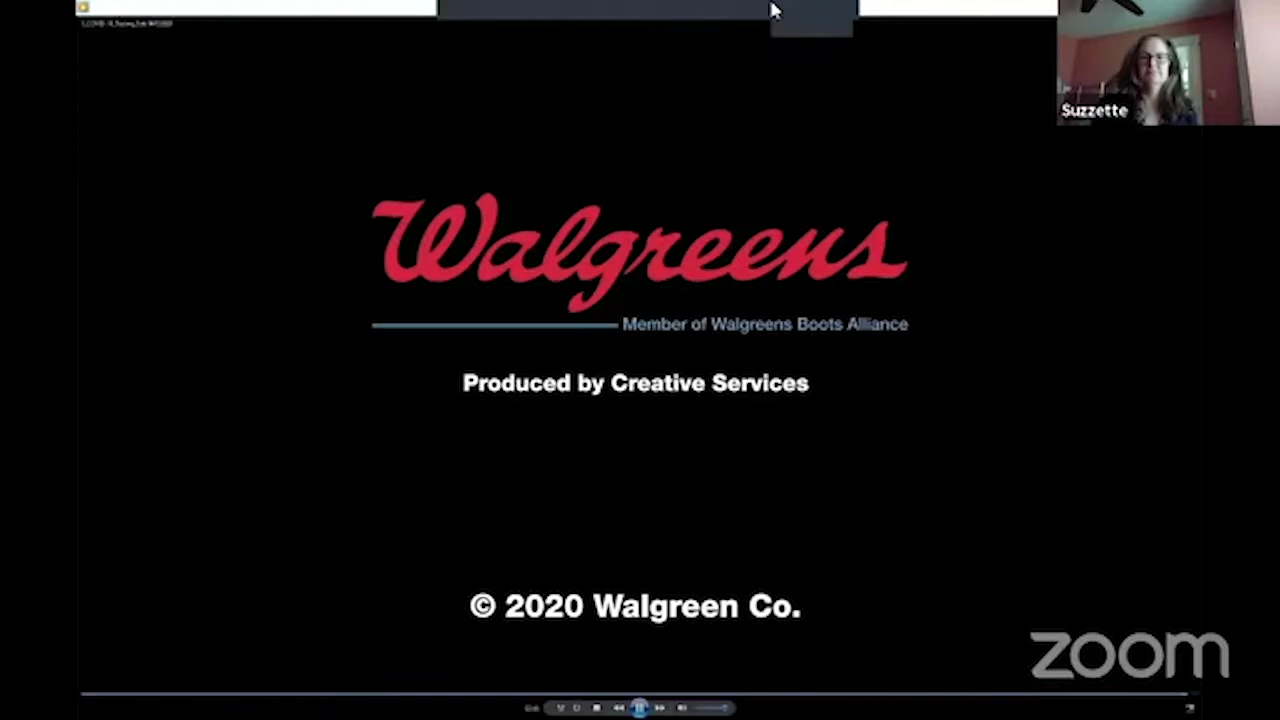 Suzzette
Walgreens
Member of Walgreens Boots Alliance
Produced by Creative Services
© 2020 Walgreen Co.
zoom